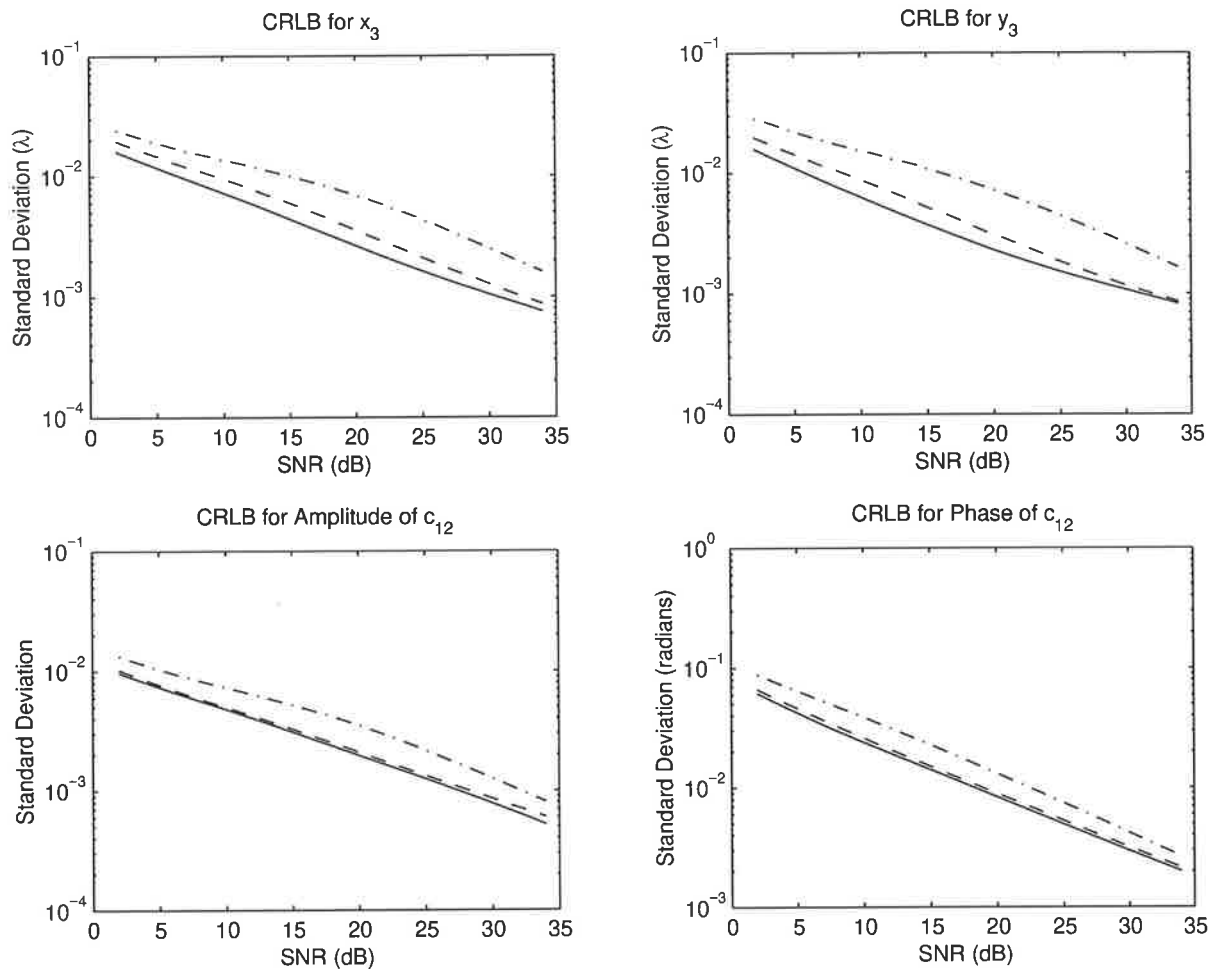 CRLB for x₃
10⁻¹
10⁻²
10⁻³
10⁻⁴
Standard Deviation (λ)
0 5 10 15 20 25 30 35
SNR (dB)
CRLB for y₃
10⁻¹
10⁻²
10⁻³
10⁻⁴
Standard Deviation (λ)
0 5 10 15 20 25 30 35
SNR (dB)
CRLB for Amplitude of c₁₂
10⁻¹
10⁻²
10⁻³
10⁻⁴
Standard Deviation
0 5 10 15 20 25 30 35
SNR (dB)
CRLB for Phase of c₁₂
10⁰
10⁻¹
10⁻²
10⁻³
Standard Deviation (radians)
0 5 10 15 20 25 30 35
SNR (dB)